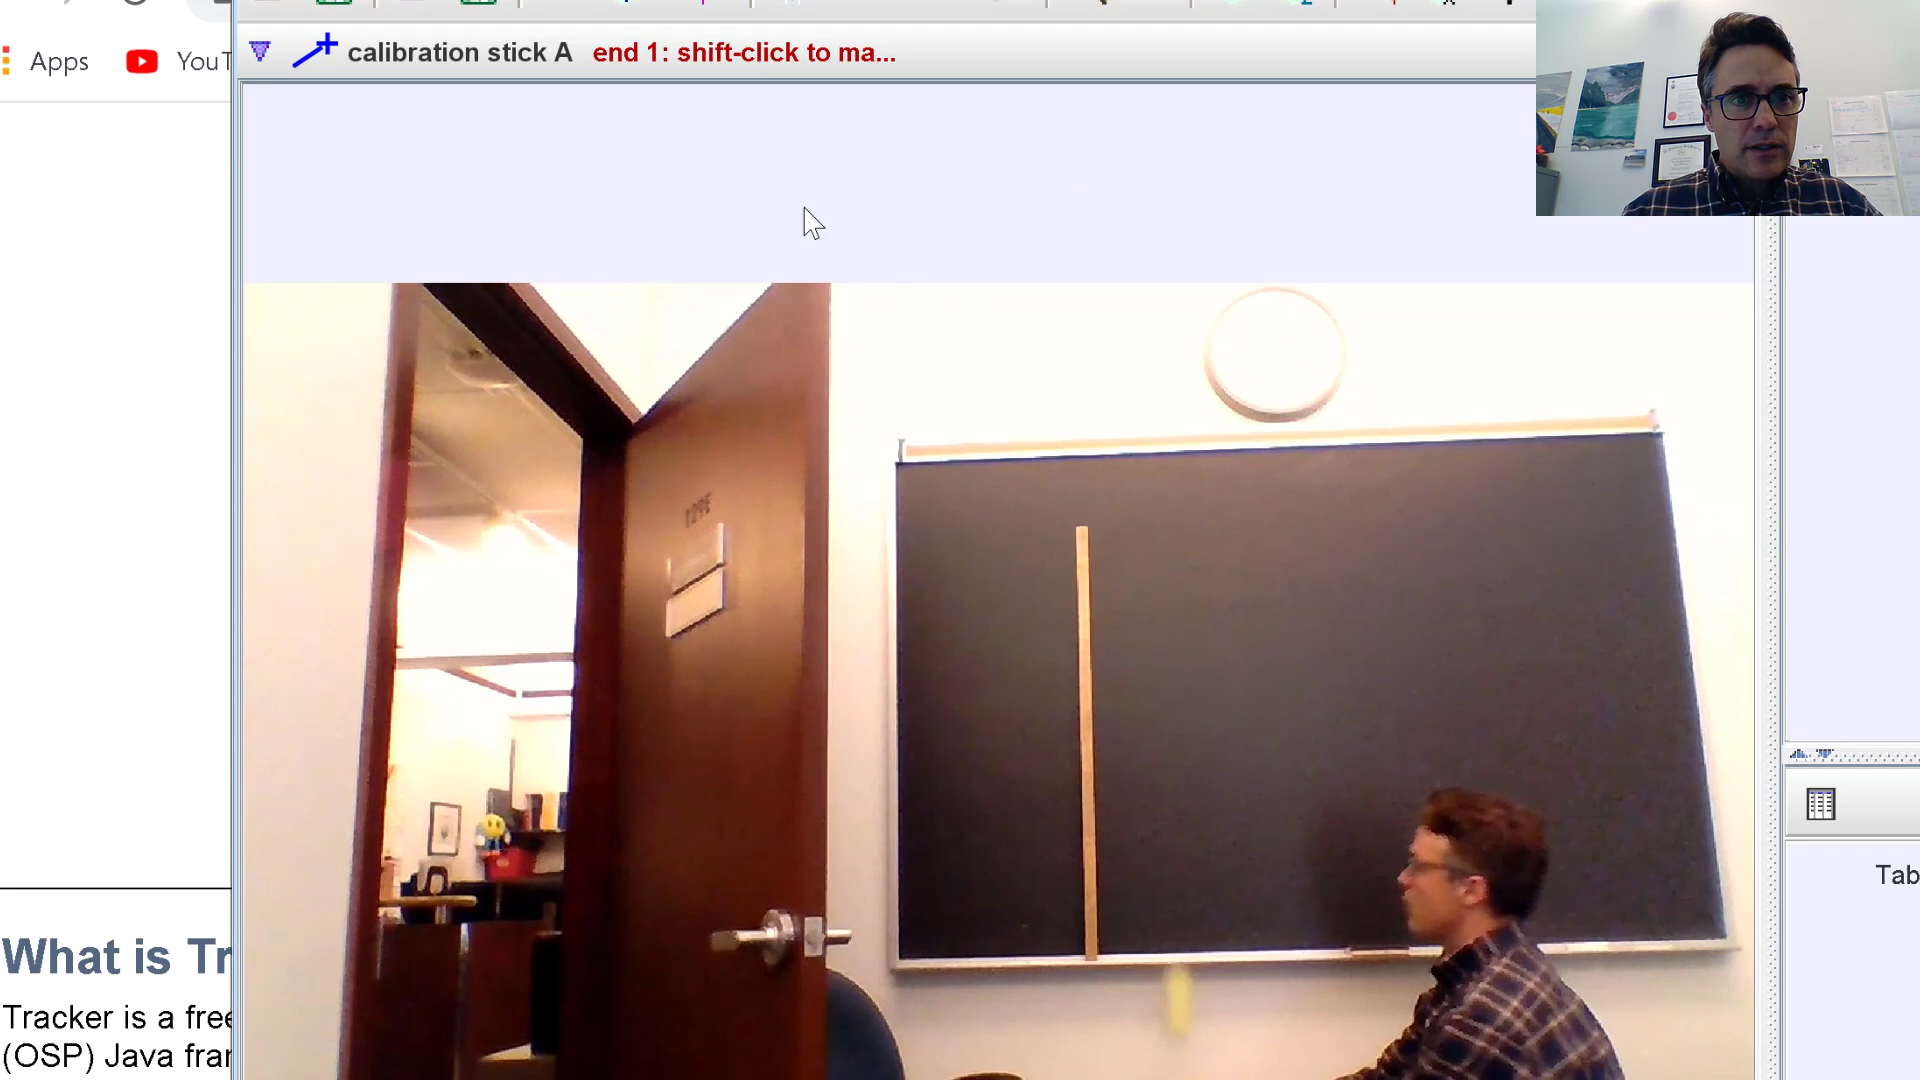 Apps YouT
calibration stick A end 1: shift-click to ma...
Tab
What is Tr
Tracker is a free
(OSP) Java fran